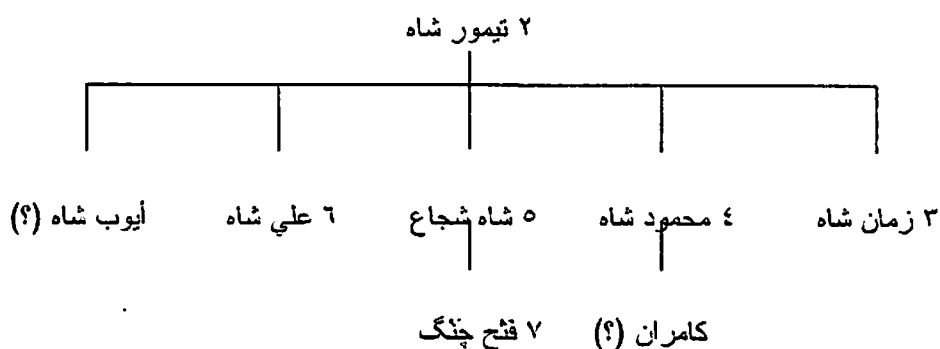 ٢ تيمور شاه
٣ زمان شاه ٤ محمود شاه ٥ شاه شجاع ٦ علي شاه أيوب شاه (؟)
كامران (؟) ٧ فتح چنگ